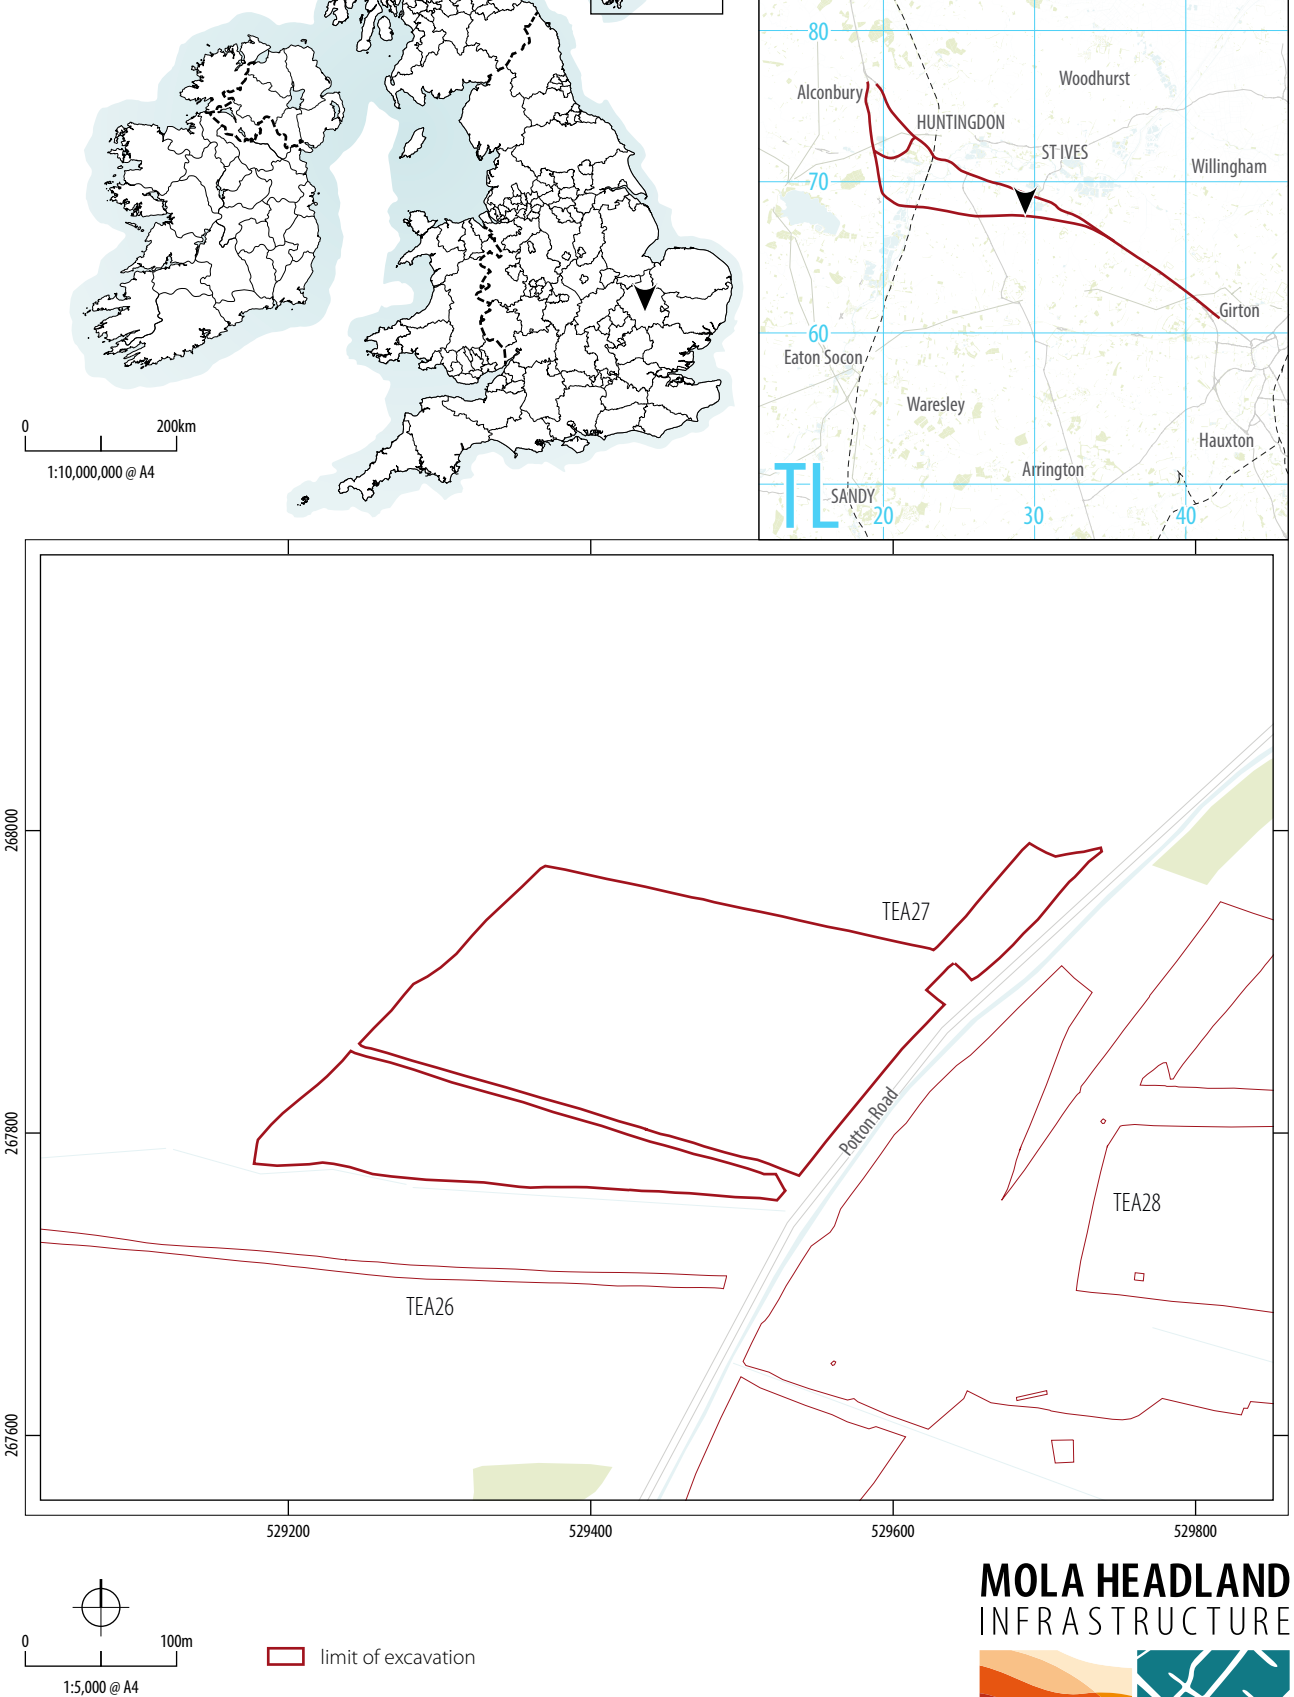 0 200km
1:10,000,000 @ A4
80
Woodhurst
Alconbury
HUNTINGDON
ST IVES
Willingham
70
Girton
60
Eaton Socon
Waresley
Hauxton
Arrington
TL
SANDY
20 30 40
268000
TEA27
267800
Potton Road
TEA28
TEA26
267600
529200 529400 529600 529800
MOLA HEADLAND
INFRASTRUCTURE
0 100m
limit of excavation
1:5,000 @ A4